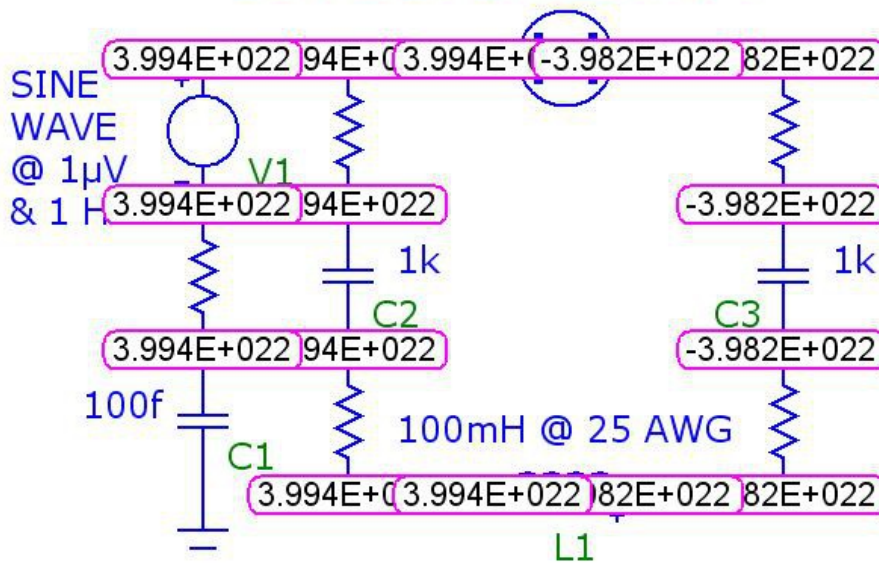 3.994E+022 94E+0 3.994E+ -3.982E+022 82E+022
SINE
WAVE
@ 1µV
& 1 H
V1
3.994E+022 94E+022 -3.982E+022
1k 1k
C2 C3
3.994E+022 94E+022 -3.982E+022
100f
100mH @ 25 AWG
C1
3.994E+0 3.994E+022 82E+022 82E+022
L1